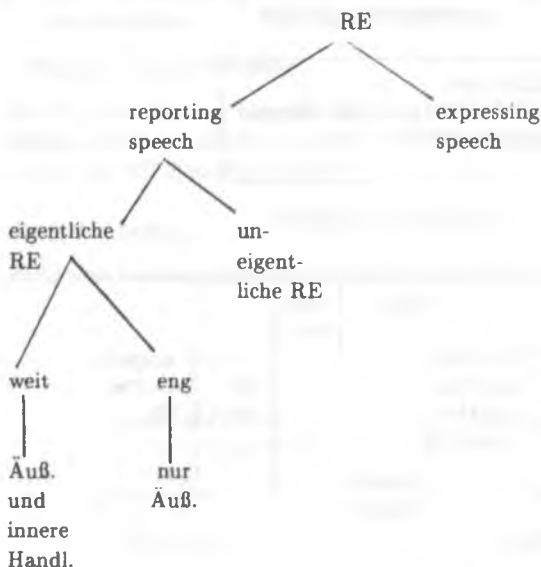 RE
reporting
speech
expressing
speech
eigentliche
RE
un-
eigent-
liche RE
weit
eng
Äuß.
und
innere
Handl.
nur
Äuß.